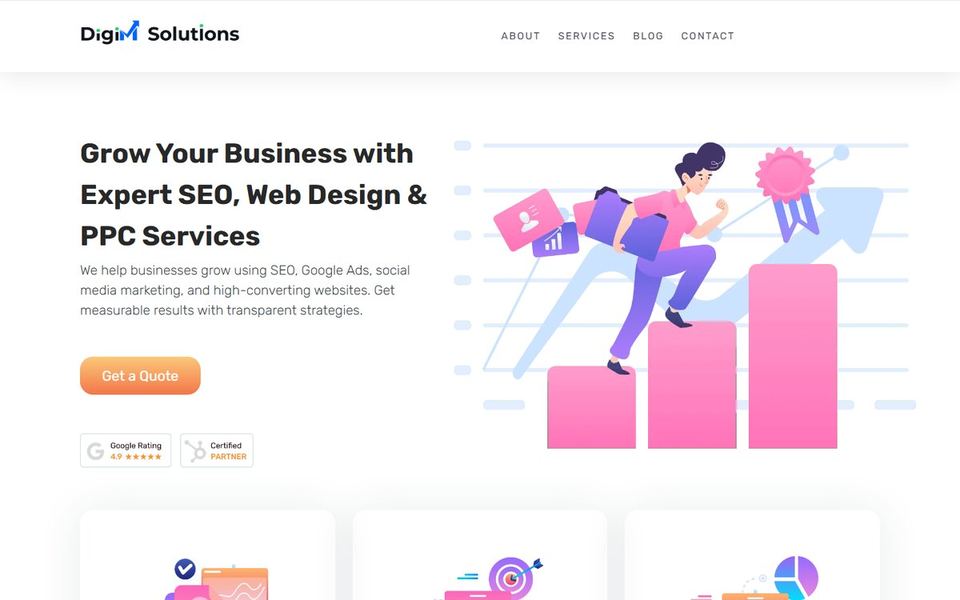 DigiM Solutions
ABOUT
SERVICES
BLOG
CONTACT
Grow Your Business with
Expert SEO, Web Design &
PPC Services
We help businesses grow using SEO, Google Ads, social
media marketing, and high-converting websites. Get
measurable results with transparent strategies.
Get a Quote
G
Google Rating
4.9 ★★★★★
Certified
PARTNER